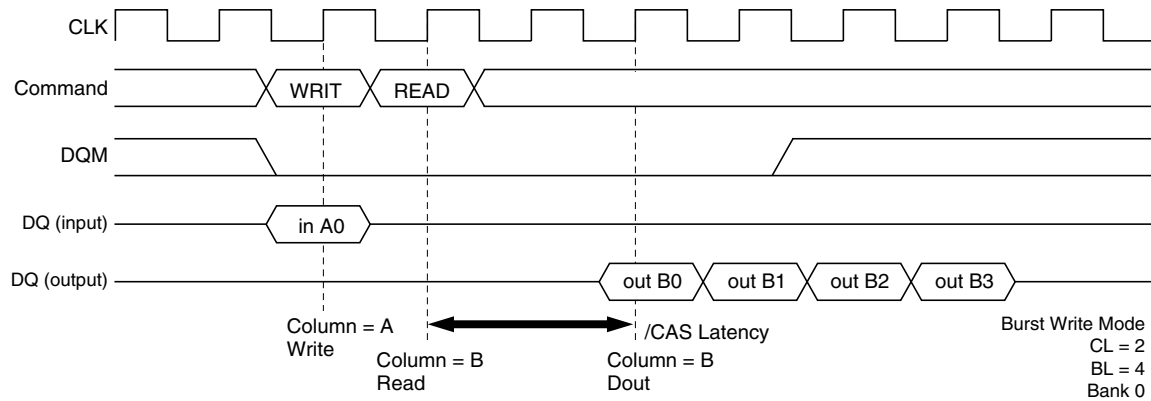 CLK
Command
WRIT
READ
DQM
DQ (input)
in A0
DQ (output)
out B0
out B1
out B2
out B3
Column = A
Write
Column = B
Read
/CAS Latency
Column = B
Dout
Burst Write Mode
CL = 2
BL = 4
Bank 0